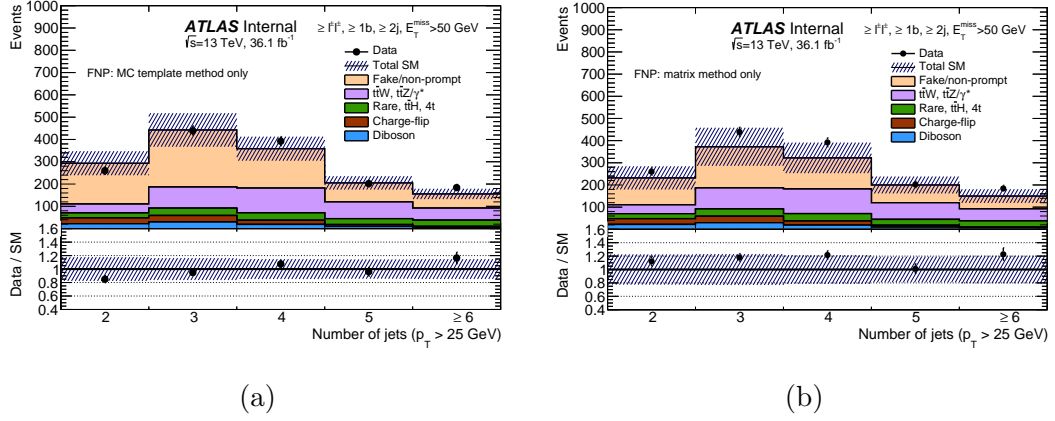 Events
1000
900
800
700
600
500
400
300
200
100
ATLAS Internal
√s=13 TeV, 36.1 fb⁻¹
≥ l±l±, ≥ 1b, ≥ 2j, E_T^miss>50 GeV
FNP: MC template method only
Data
Total SM
Fake/non-prompt
tt̄W, tt̄Z/γ*
Rare, tt̄H, 4t
Charge-flip
Diboson
Data / SM
1.6
1.4
1.2
1
0.8
0.6
0.4
2 3 4 5 ≥ 6
Number of jets (p_T > 25 GeV)
(a)
Events
1000
900
800
700
600
500
400
300
200
100
ATLAS Internal
√s=13 TeV, 36.1 fb⁻¹
≥ l±l±, ≥ 1b, ≥ 2j, E_T^miss>50 GeV
FNP: matrix method only
Data
Total SM
Fake/non-prompt
tt̄W, tt̄Z/γ*
Rare, tt̄H, 4t
Charge-flip
Diboson
Data / SM
1.6
1.4
1.2
1
0.8
0.6
0.4
2 3 4 5 ≥ 6
Number of jets (p_T > 25 GeV)
(b)